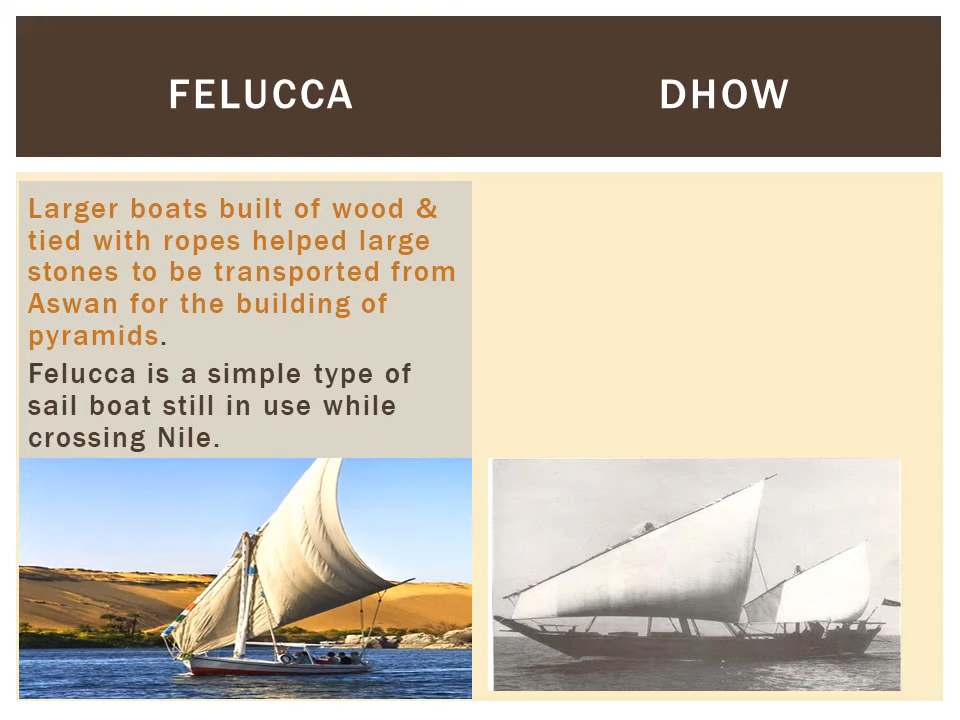 FELUCCA
DHOW
Larger boats built of wood &
tied with ropes helped large
stones to be transported from
Aswan for the building of
pyramids.
Felucca is a simple type of
sail boat still in use while
crossing Nile.